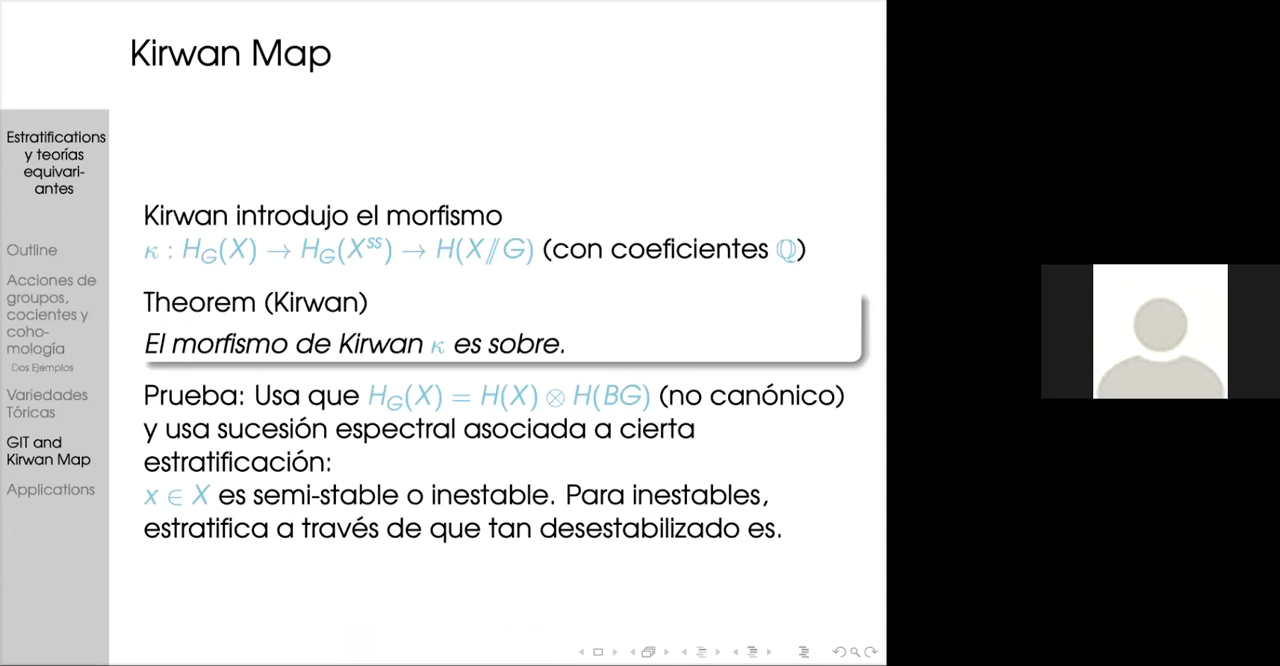 Kirwan Map
Estratifications
y teorías
equivari-
antes
Outline
Acciones de
grupos,
cocientes y
coho-
mología
Dos Ejemplos
Variedades
Tóricas
GIT and
Kirwan Map
Applications
Kirwan introdujo el morfismo
κ : H_G(X) → H_G(X^{ss}) → H(X//G) (con coeficientes ℚ)
Theorem (Kirwan)
El morfismo de Kirwan κ es sobre.
Prueba: Usa que H_G(X) = H(X) ⊗ H(BG) (no canónico)
y usa sucesión espectral asociada a cierta
estratificación:
x ∈ X es semi-stable o inestable. Para inestables,
estratifica a través de que tan desestabilizado es.